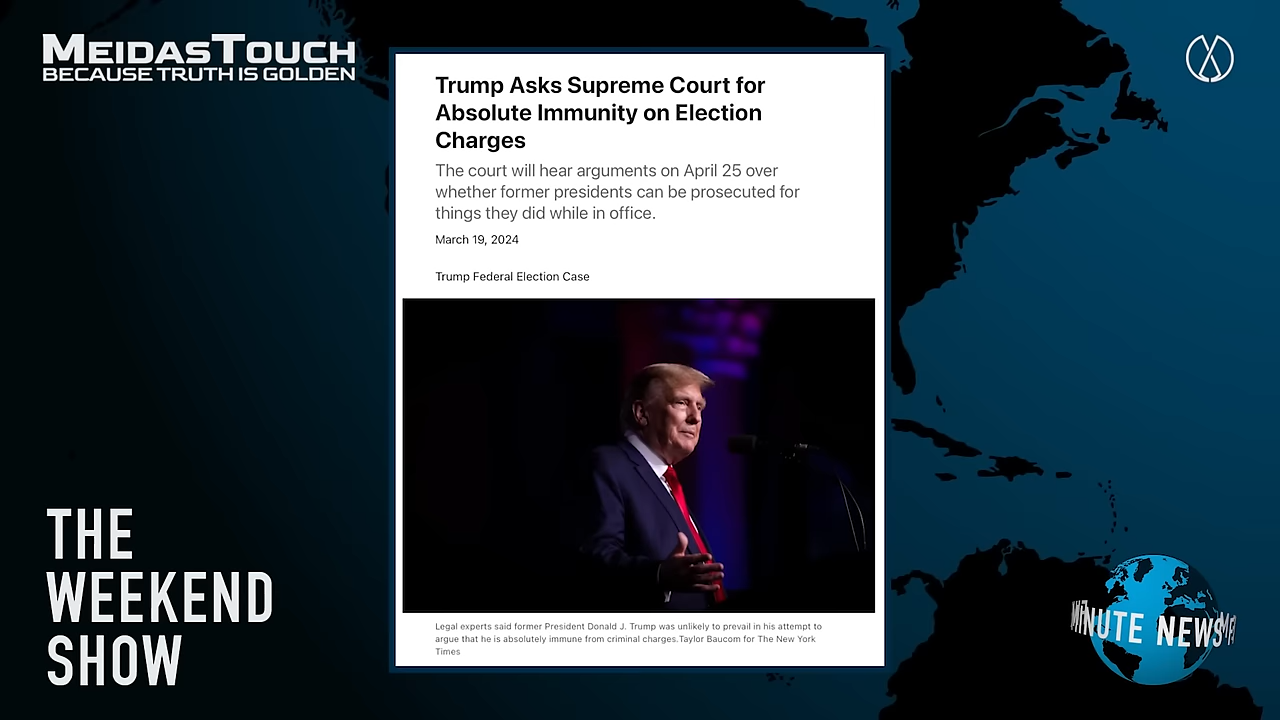 MEIDASTOUCH
BECAUSE TRUTH IS GOLDEN
Trump Asks Supreme Court for
Absolute Immunity on Election
Charges
The court will hear arguments on April 25 over
whether former presidents can be prosecuted for
things they did while in office.
March 19, 2024
Trump Federal Election Case
Legal experts said former President Donald J. Trump was unlikely to prevail in his attempt to
argue that he is absolutely immune from criminal charges.Taylor Baucom for The New York
Times
THE
WEEKEND
SHOW
MINUTE NEWS